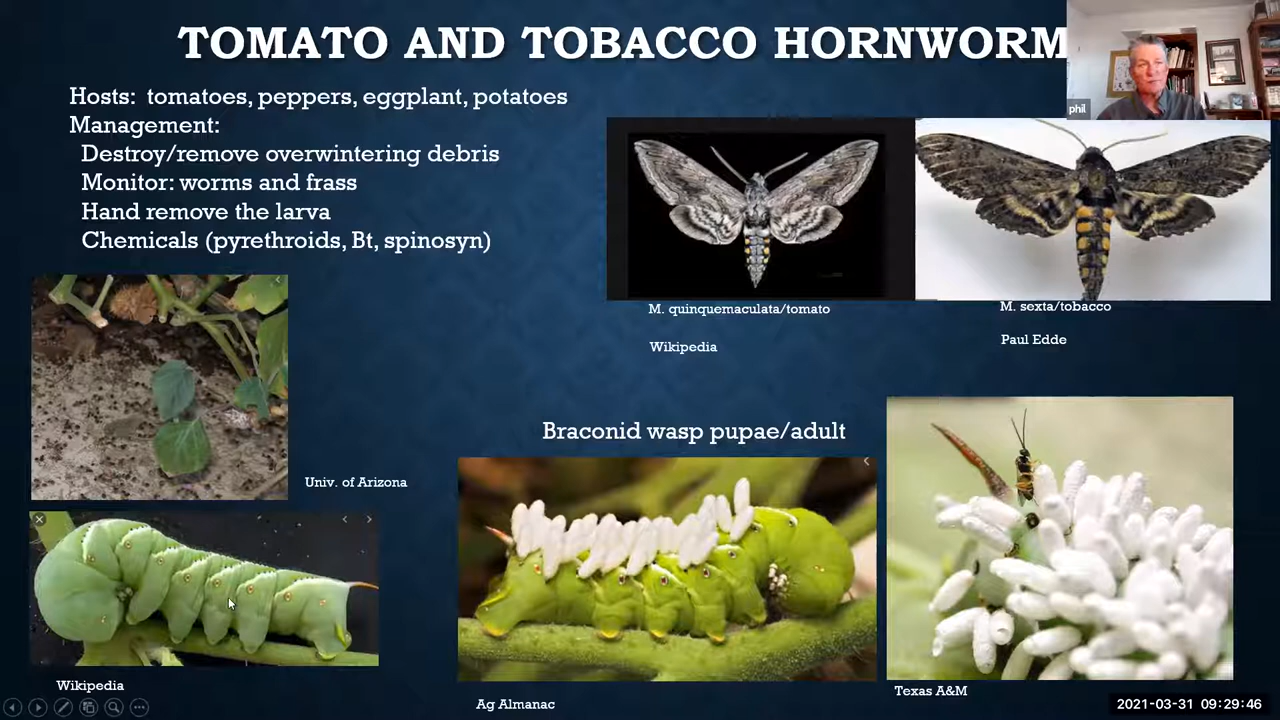 TOMATO AND TOBACCO HORNWORM
phil
Hosts: tomatoes, peppers, eggplant, potatoes
Management:
Destroy/remove overwintering debris
Monitor: worms and frass
Hand remove the larva
Chemicals (pyrethroids, Bt, spinosyn)
M. quinquemaculata/tomato
Wikipedia
M. sexta/tobacco
Paul Edde
Univ. of Arizona
Braconid wasp pupae/adult
Wikipedia
Ag Almanac
Texas A&M
2021-03-31 09:29:46